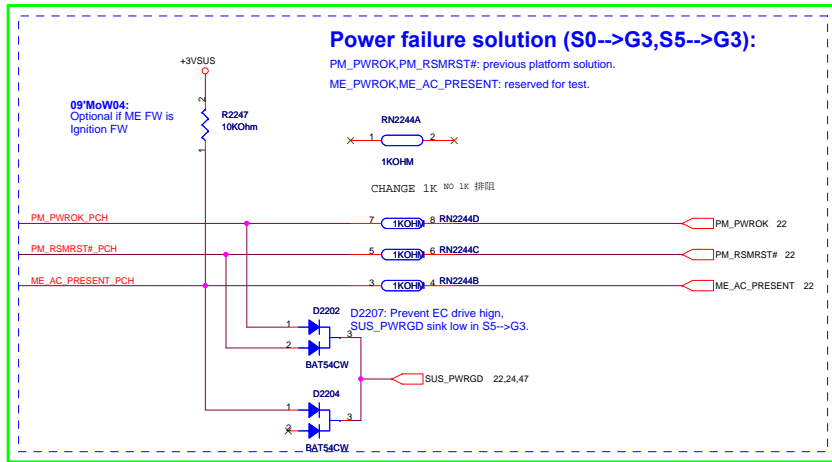 Power failure solution (S0-->G3,S5-->G3):
PM_PWROK,PM_RSMRST#: previous platform solution.
ME_PWROK,ME_AC_PRESENT: reserved for test.
+3VSUS
09'MoW04:
Optional if ME FW is
Ignition FW
2
R2247
10KOhm
1
RN2244A
1 2
1KOHM
CHANGE 1K NO 1K 排阻
PM_PWROK_PCH 7 1KOHM 8 RN2244D PM_PWROK 22
PM_RSMRST#_PCH 5 1KOHM 6 RN2244C PM_RSMRST# 22
ME_AC_PRESENT_PCH 3 1KOHM 4 RN2244B ME_AC_PRESENT 22
D2202
D2207: Prevent EC drive hign,
SUS_PWRGD sink low in S5-->G3.
1
3
2
BAT54CW
SUS_PWRGD 22,24,47
D2204
1
3
2
BAT54CW